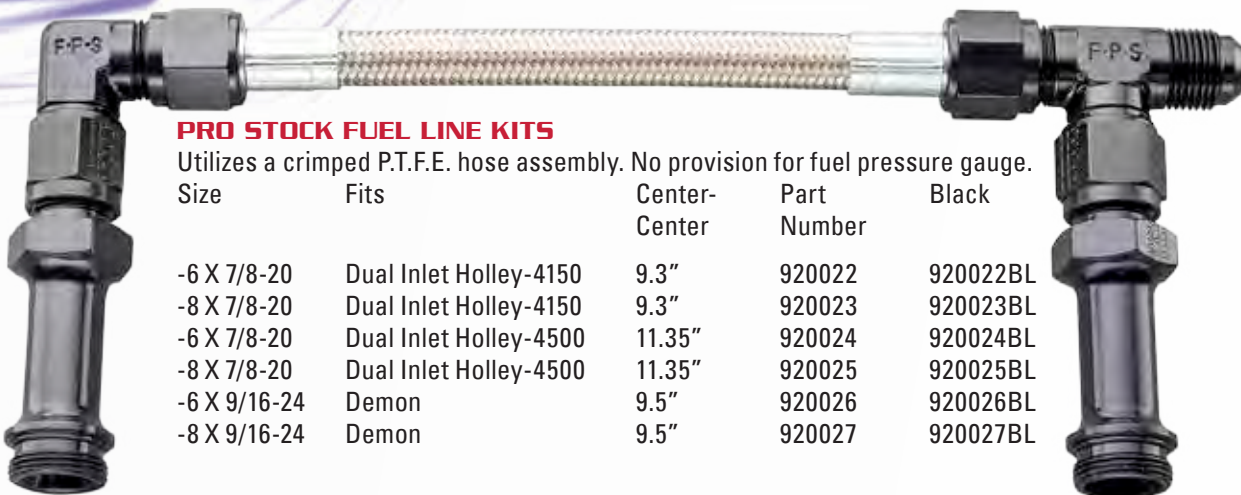 F-P-S
F·P·S.
PRO STOCK FUEL LINE KITS
Utilizes a crimped P.T.F.E. hose assembly. No provision for fuel pressure gauge.
Size Fits Center- Part Black
Center Number
-6 X 7/8-20 Dual Inlet Holley-4150 9.3" 920022 920022BL
-8 X 7/8-20 Dual Inlet Holley-4150 9.3" 920023 920023BL
-6 X 7/8-20 Dual Inlet Holley-4500 11.35" 920024 920024BL
-8 X 7/8-20 Dual Inlet Holley-4500 11.35" 920025 920025BL
-6 X 9/16-24 Demon 9.5" 920026 920026BL
-8 X 9/16-24 Demon 9.5" 920027 920027BL